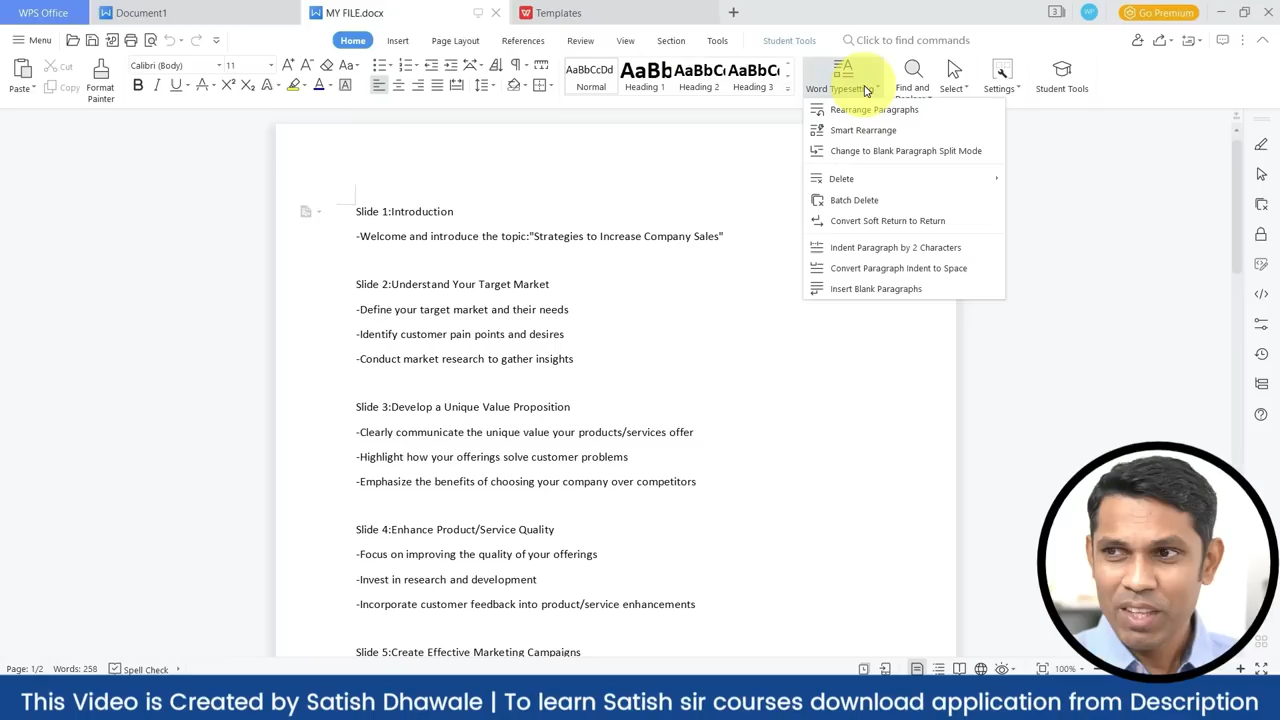 WPS Office
Document1
MY FILE.docx
Templates
3
WP
Go Premium
Menu
Home
Insert
Page Layout
References
Review
View
Section
Tools
Student Tools
Click to find commands
Paste
Cut
Copy
Format
Painter
Calibri (Body)
11
AaBbCcDd
Normal
AaBb
Heading 1
AaBbCc
Heading 2
AaBbCc
Heading 3
Word Typesetting
Find and
Replace
Select
Settings
Student Tools
Rearrange Paragraphs
Smart Rearrange
Change to Blank Paragraph Split Mode
Delete
Batch Delete
Convert Soft Return to Return
Indent Paragraph by 2 Characters
Convert Paragraph Indent to Space
Insert Blank Paragraphs
Slide 1:Introduction
-Welcome and introduce the topic:"Strategies to Increase Company Sales"
Slide 2:Understand Your Target Market
-Define your target market and their needs
-Identify customer pain points and desires
-Conduct market research to gather insights
Slide 3:Develop a Unique Value Proposition
-Clearly communicate the unique value your products/services offer
-Highlight how your offerings solve customer problems
-Emphasize the benefits of choosing your company over competitors
Slide 4:Enhance Product/Service Quality
-Focus on improving the quality of your offerings
-Invest in research and development
-Incorporate customer feedback into product/service enhancements
Slide 5:Create Effective Marketing Campaigns
Page: 1/2
Words: 258
Spell Check
100%
This Video is Created by Satish Dhawale | To learn Satish sir courses download application from Description